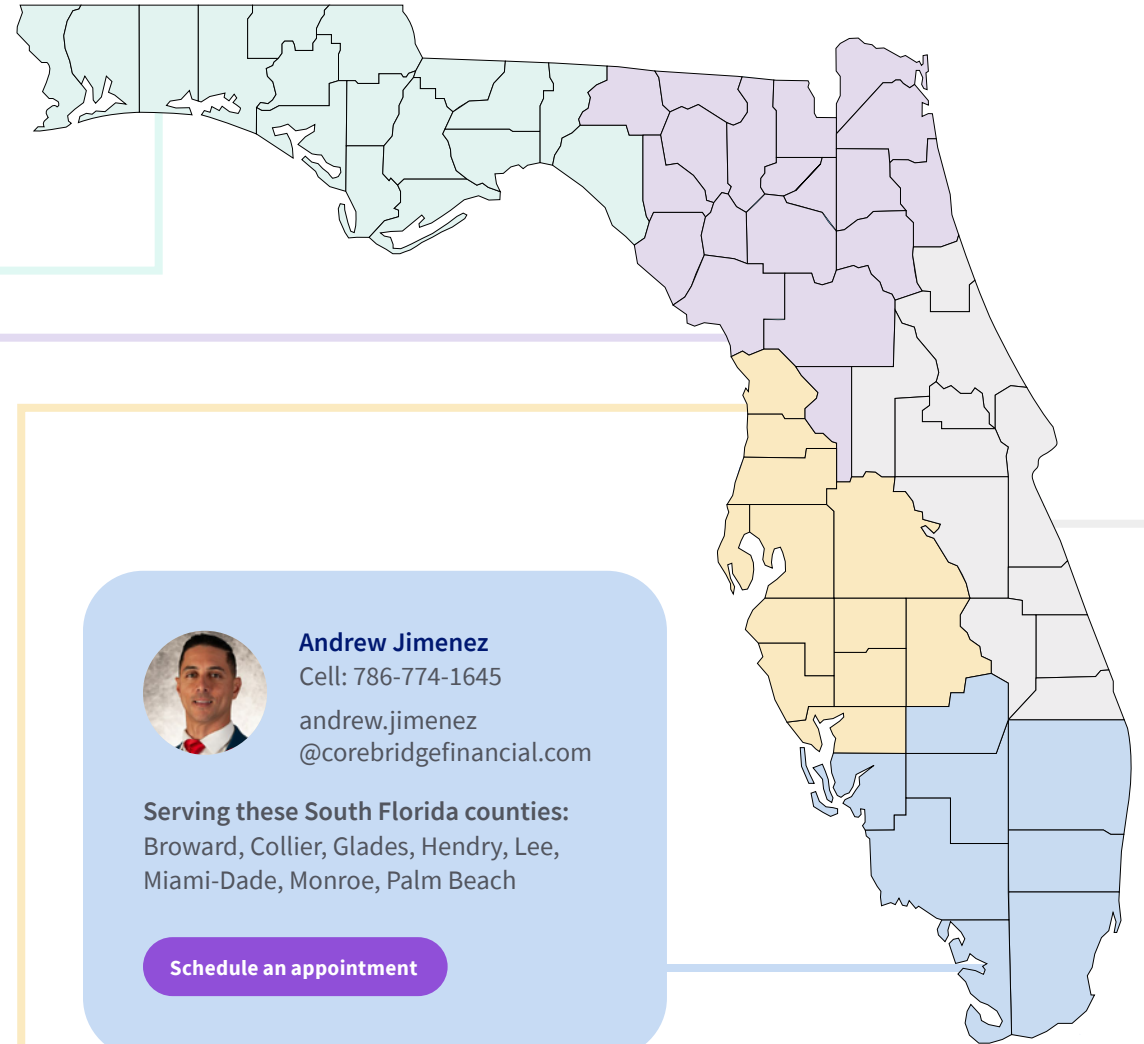 Andrew Jimenez
Cell: 786-774-1645
andrew.jimenez
@corebridgefinancial.com
Serving these South Florida counties:
Broward, Collier, Glades, Hendry, Lee,
Miami-Dade, Monroe, Palm Beach
Schedule an appointment